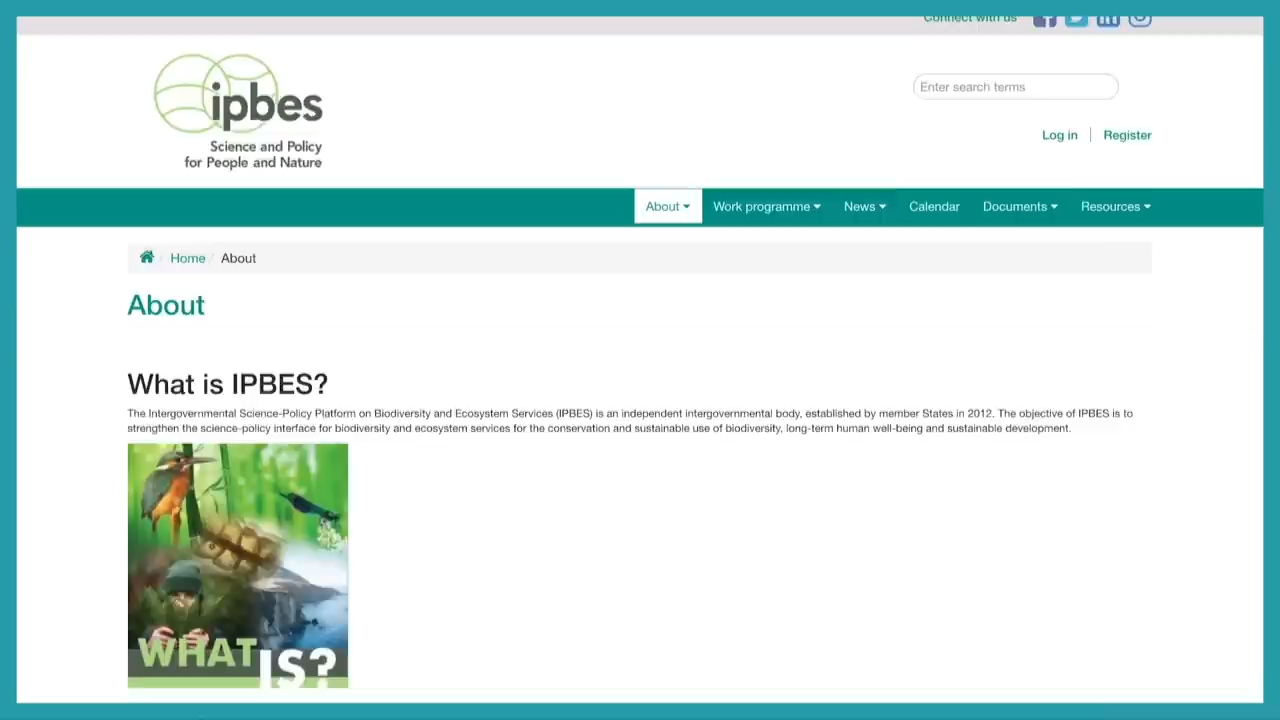 Connect with us
ipbes
Science and Policy
for People and Nature
Enter search terms
Log in Register
About Work programme News Calendar Documents Resources
Home / About
About
What is IPBES?
The Intergovernmental Science-Policy Platform on Biodiversity and Ecosystem Services (IPBES) is an independent intergovernmental body, established by member States in 2012. The objective of IPBES is to
strengthen the science-policy interface for biodiversity and ecosystem services for the conservation and sustainable use of biodiversity, long-term human well-being and sustainable development.
WHAT
IS?